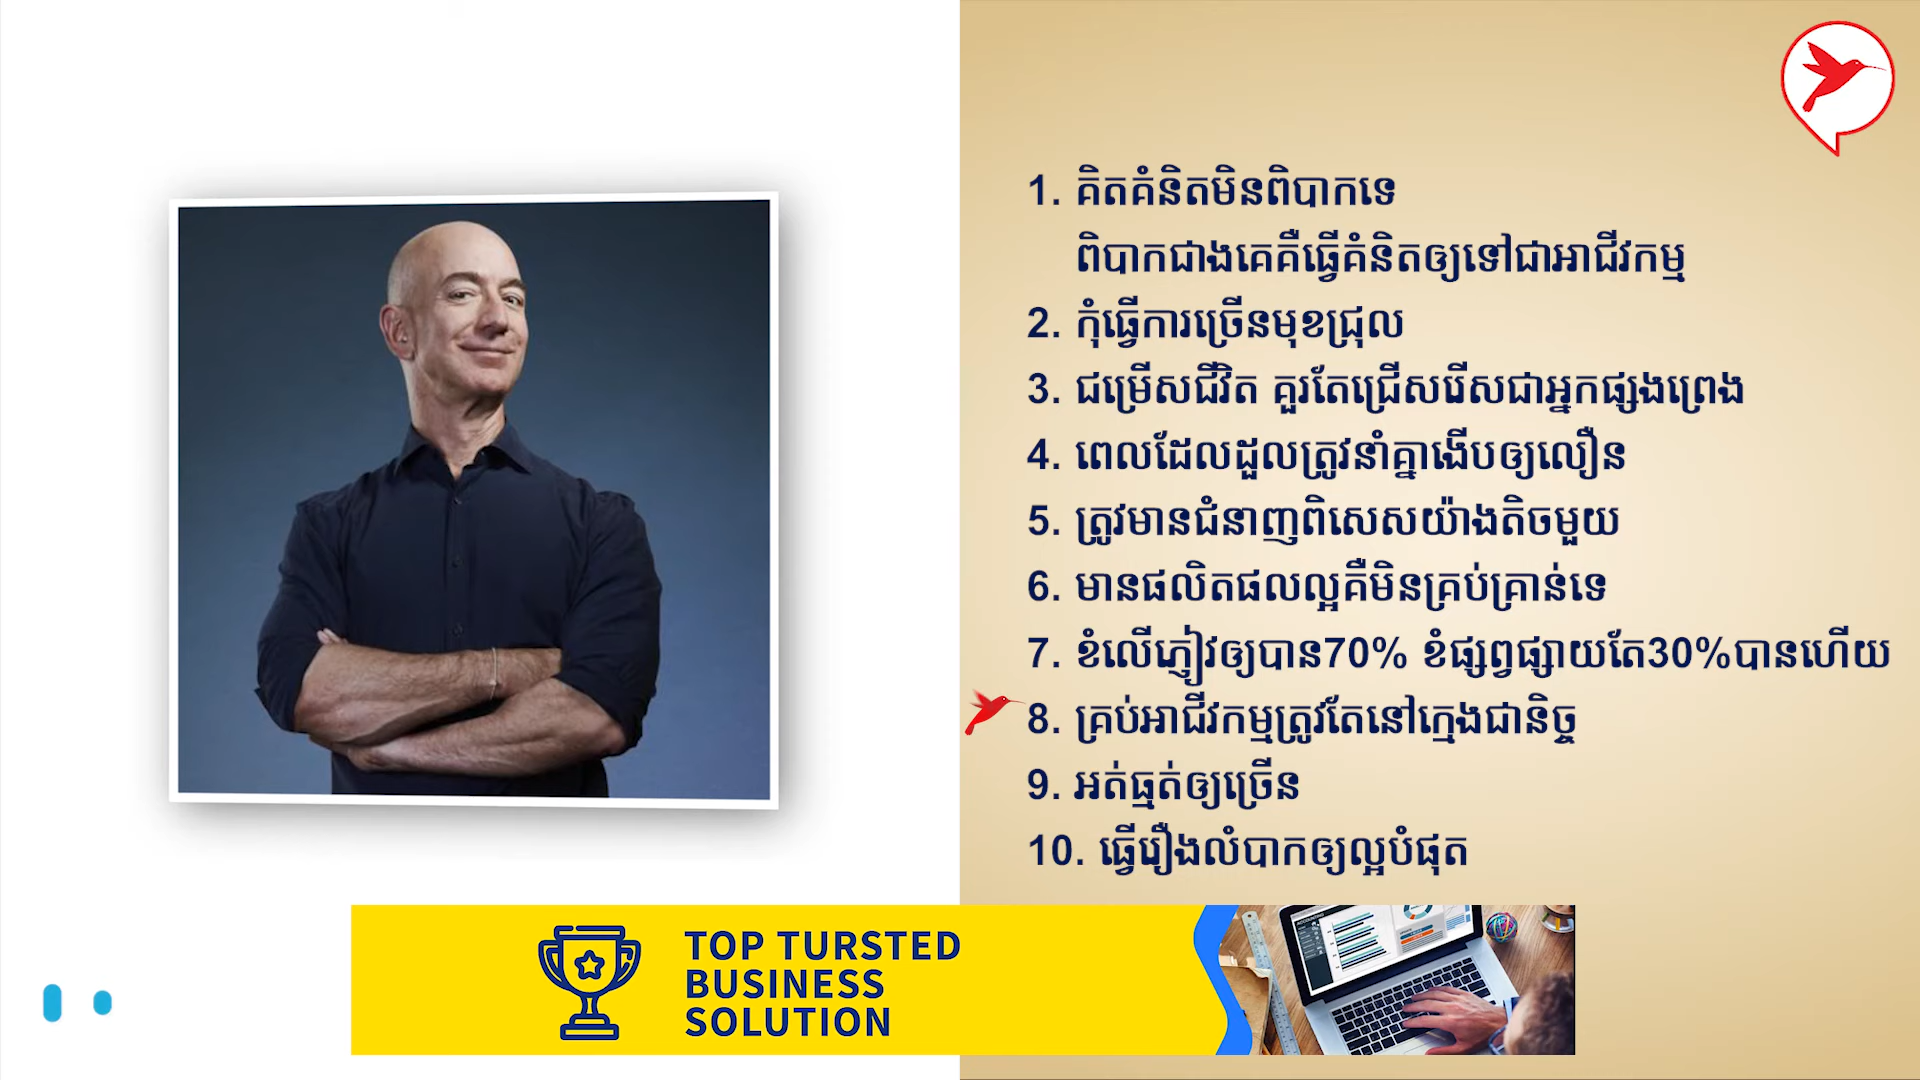 1. គិតគំនិតមិនពិបាកទេ
ពិបាកជាងគេគឺធ្វើគំនិតឲ្យទៅជាអាជីវកម្ម
2. កុំធ្វើការច្រើនមុខជ្រុល
3. ជម្រើសជីវិត គួរតែជ្រើសរើសជាអ្នកផ្សងព្រេង
4. ពេលដែលដួលត្រូវនាំគ្នាងើបឲ្យលឿន
5. ត្រូវមានជំនាញពិសេសយ៉ាងតិចមួយ
6. មានផលិតផលល្អគឺមិនគ្រប់គ្រាន់ទេ
7. ខំលើភ្ញៀវឲ្យបាន70% ខំផ្សព្វផ្សាយតែ30%បានហើយ
8. គ្រប់អាជីវកម្មត្រូវតែនៅក្មេងជានិច្ច
9. អត់ធ្មត់ឲ្យច្រើន
10. ធ្វើរឿងលំបាកឲ្យល្អបំផុត
TOP TURSTED
BUSINESS
SOLUTION